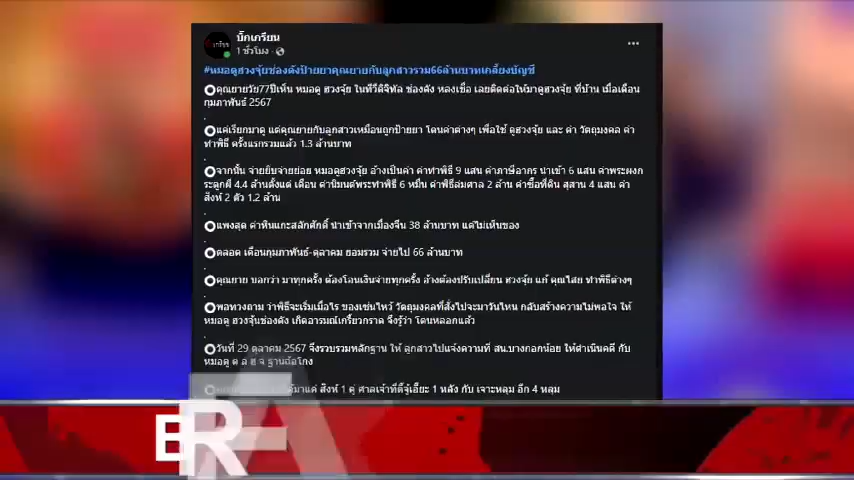 บิ๊กเกรียน
1 ชั่วโมง
#หมอดูฮวงจุ้ยช่องดังป้ายยาคุณยายกับลูกสาวรวม66ล้านบาทเกลี้ยงบัญชี
คุณยายวัย77ปีเห็น หมอดู ฮวงจุ้ย ในทีวีดิจิทัล ช่องดัง หลงเชื่อ เลยติดต่อให้มาดูฮวงจุ้ย ที่บ้าน เมื่อเดือน
กุมภาพันธ์ 2567
.
แค่เรียกมาดู แต่คุณยายกับลูกสาวเหมือนถูกป้ายยา โดนค่าต่างๆ เพื่อใช้ ดูฮวงจุ้ย และ ค่า วัตถุมงคล ค่า
ทำพิธี ครั้งแรกรวมแล้ว 1.3 ล้านบาท
.
จากนั้น จ่ายยิบจ่ายย่อย หมอดูฮวงจุ้ย อ้างเป็นค่า ค่าทำพิธี 9 แสน ค่าภาษีอากร นำเข้า 6 แสน ค่าพระผงก
ระดูกผี 4.4 ล้านตั้งแต่ เดือน ค่านิมนต์พระทำพิธี 6 หมื่น ค่าพิธีล่มศาล 2 ล้าน ค่าซื้อที่ดิน สุสาน 4 แสน ค่า
สิงห์ 2 ตัว 1.2 ล้าน
.
แพงสุด ค่าหินแกะสลักศักดิ์ นำเข้าจากเมืองจีน 38 ล้านบาท แต่ไม่เห็นของ
.
ตลอด เดือนกุมภาพันธ์-ตุลาคม ยอมรวม จ่ายไป 66 ล้านบาท
.
คุณยาย บอกว่า มาทุกครั้ง ต้องโอนเงินจ่ายทุกครั้ง อ้างต้องปรับเปลี่ยน ฮวงจุ้ย แก้ คุณไสย ทำพิธีต่างๆ
.
พอทวงถาม ว่าพิธีจะเริ่มเมื่อไร ของเซ่นไหว้ วัตถุมงคลที่สั่งไปจะมาวันไหน กลับสร้างความไม่พอใจ ให้
หมอดู ฮวงจุ้นช่องดัง เกิดอารมณ์เกรี้ยวกราด จึงรู้ว่า โดนหลอกแล้ว
.
วันที่ 29 ตุลาคม 2567 จึงรวบรวมหลักฐาน ให้ ลูกสาวไปแจ้งความที่ สน.บางกอกน้อย ให้ดำเนินคดี กับ
หมอดู ฐานฉ้อโกง
.
มาแค่ สิงห์ 1 คู่ ศาลเจ้าที่ตี่จู้เอี๊ยะ 1 หลัง กับ เจาะหลุม อีก 4 หลุม